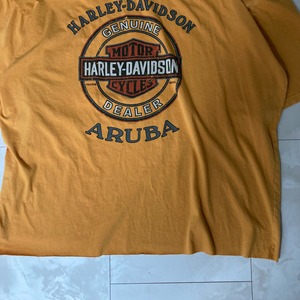 HARLEY-DAVIDSON
GENUINE
MOTOR
HARLEY-DAVIDSON
CYCLES
DEALER
ARUBA